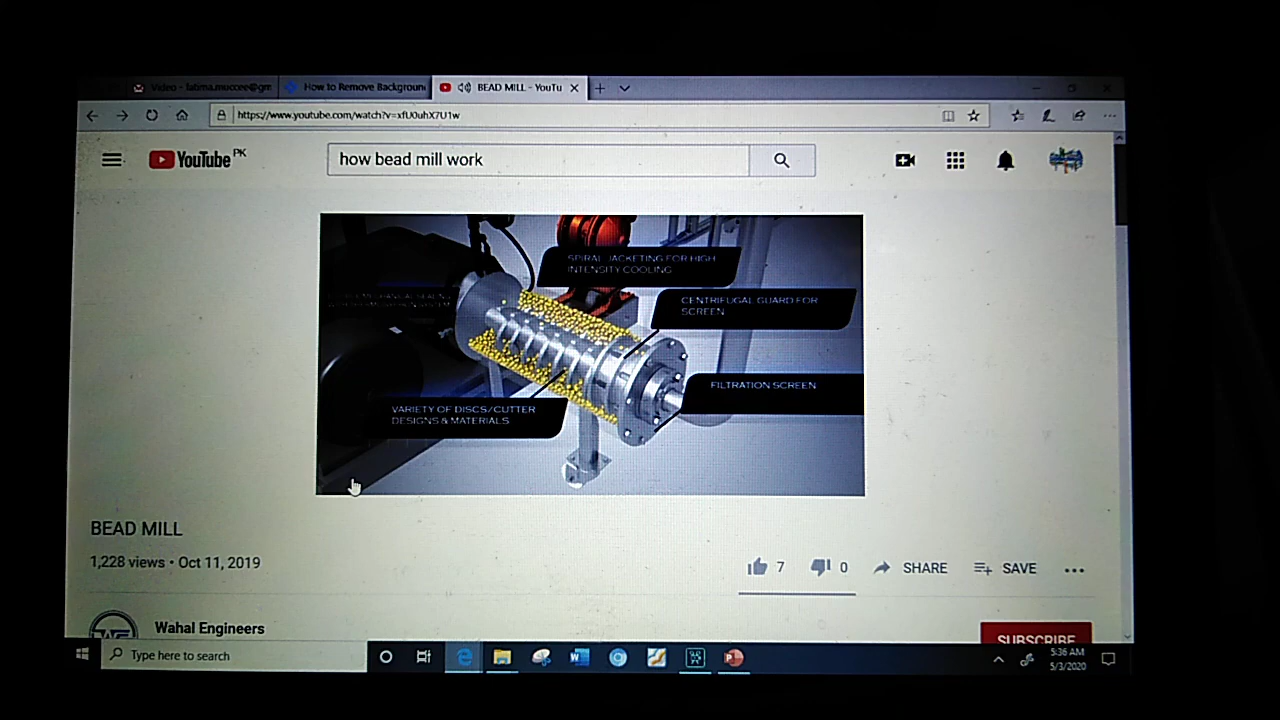 BEAD MILL - YouTu
How to Remove Background
https://www.youtube.com/watch?v=xfU0uhX7U1w
YouTube PK
how bead mill work
SPIRAL JACKETING FOR HIGH
INTENSITY COOLING
CENTRIFUGAL GUARD FOR
SCREEN
FILTRATION SCREEN
VARIETY OF DISCS/CUTTER
DESIGNS & MATERIALS
BEAD MILL
1,228 views • Oct 11, 2019
7
0
SHARE
SAVE
Wahal Engineers
SUBSCRIBE
Type here to search
5:36 AM
5/3/2020